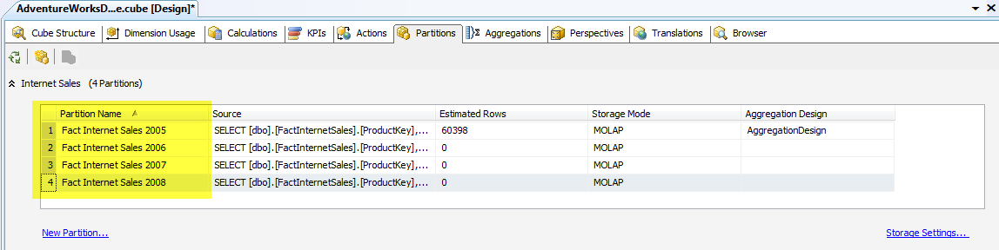 AdventureWorksD...e.cube [Design]*
Cube Structure Dimension Usage Calculations KPIs Actions Partitions Aggregations Perspectives Translations Browser
Internet Sales (4 Partitions)
Partition Name Source Estimated Rows Storage Mode Aggregation Design
1 Fact Internet Sales 2005 SELECT [dbo].[FactInternetSales].[ProductKey],... 60398 MOLAP AggregationDesign
2 Fact Internet Sales 2006 SELECT [dbo].[FactInternetSales].[ProductKey],... 0 MOLAP
3 Fact Internet Sales 2007 SELECT [dbo].[FactInternetSales].[ProductKey],... 0 MOLAP
4 Fact Internet Sales 2008 SELECT [dbo].[FactInternetSales].[ProductKey],... 0 MOLAP
New Partition... Storage Settings...